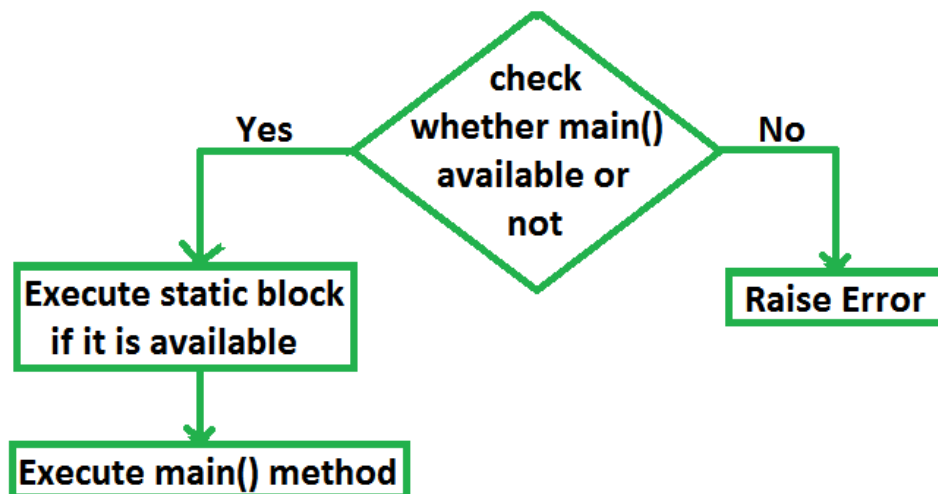 check
whether main()
available or
not
Yes
No
Execute static block
if it is available
Raise Error
Execute main() method